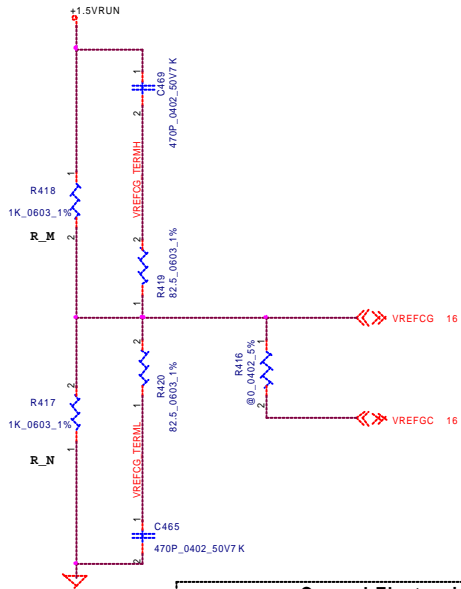 +1.5VRUN
1
C469
2
470P_0402_50V7K
VREFCG_TERMH
1
R418
1K_0603_1%
2
R_M
2
R419
82.5_0603_1%
1
VREFCG 16
2
R420
82.5_0603_1%
1
1
R416
@0_0402_5%
2
VREFGC 16
2
R417
1K_0603_1%
1
R_N
VREFCG_TERML
1
C465
2
470P_0402_50V7K